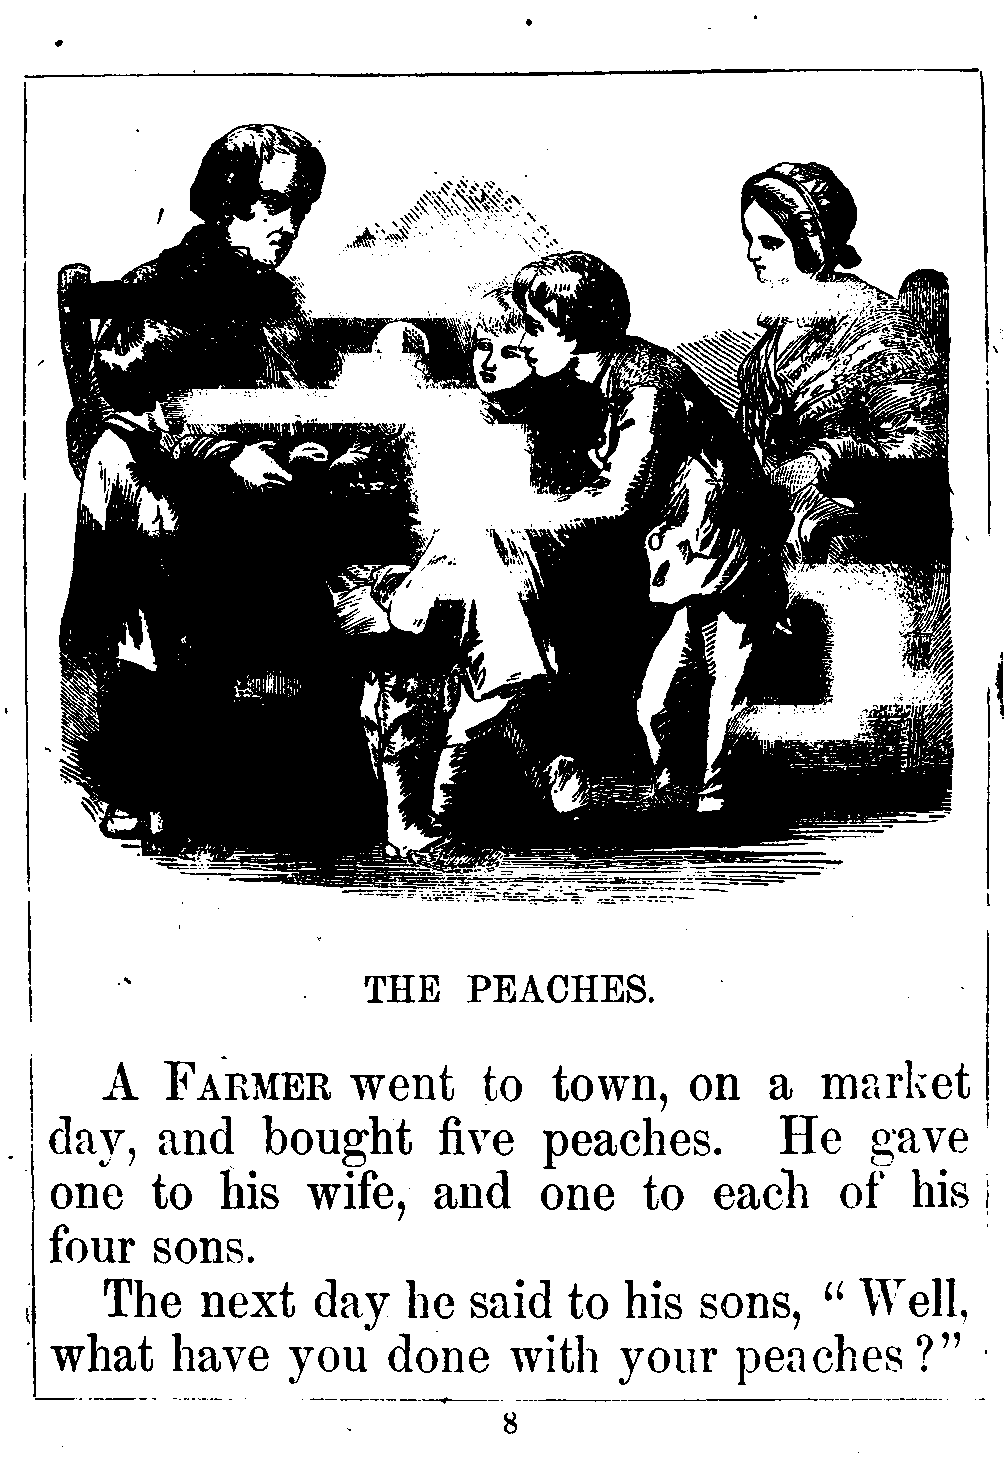 THE PEACHES.
A FARMER went to town, on a market
day, and bought five peaches. He gave
one to his wife, and one to each of his
four sons.
The next day he said to his sons, “ Well,
what have you done with your peaches ?”
8